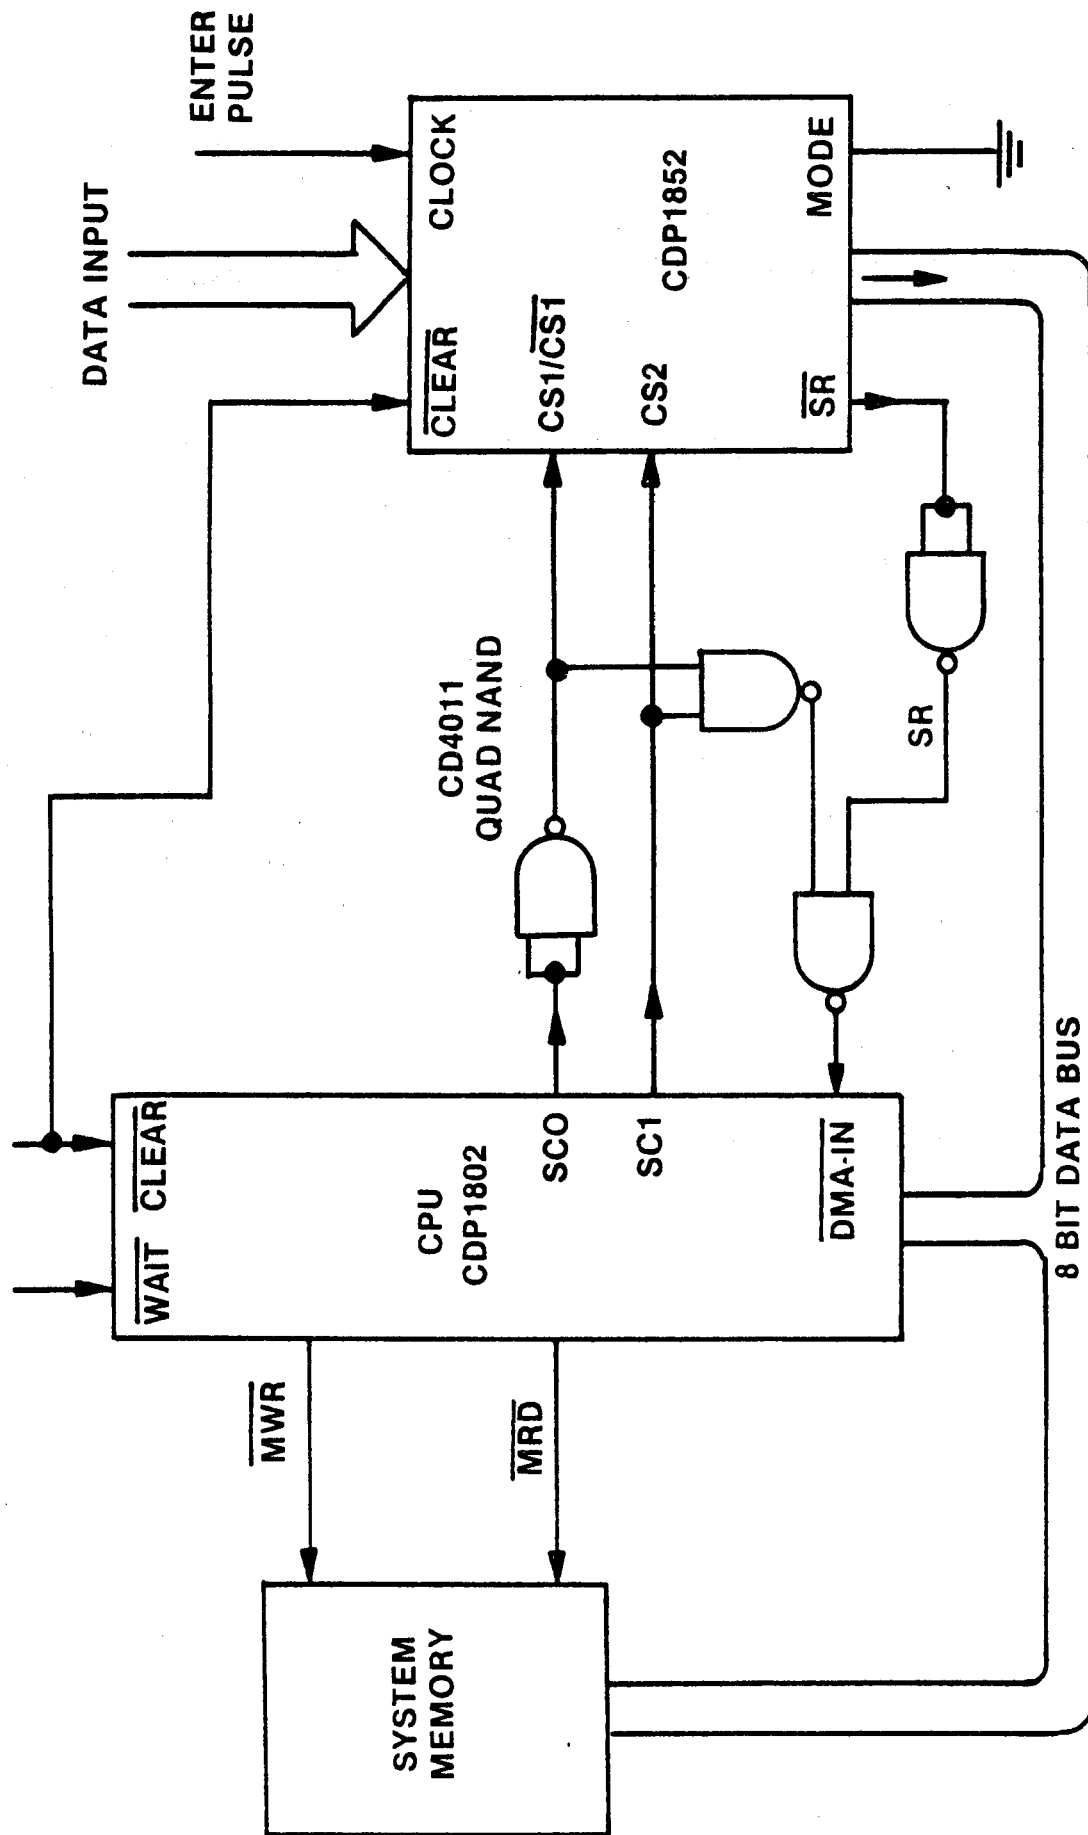 ENTER
PULSE
DATA INPUT
CLOCK
CLEAR
CS1/CS1
CS2
CDP1852
MODE
SR
CD4011
QUAD NAND
SR
WAIT
CLEAR
CPU
CDP1802
SCO
SC1
DMA-IN
MWR
MRD
SYSTEM
MEMORY
8 BIT DATA BUS